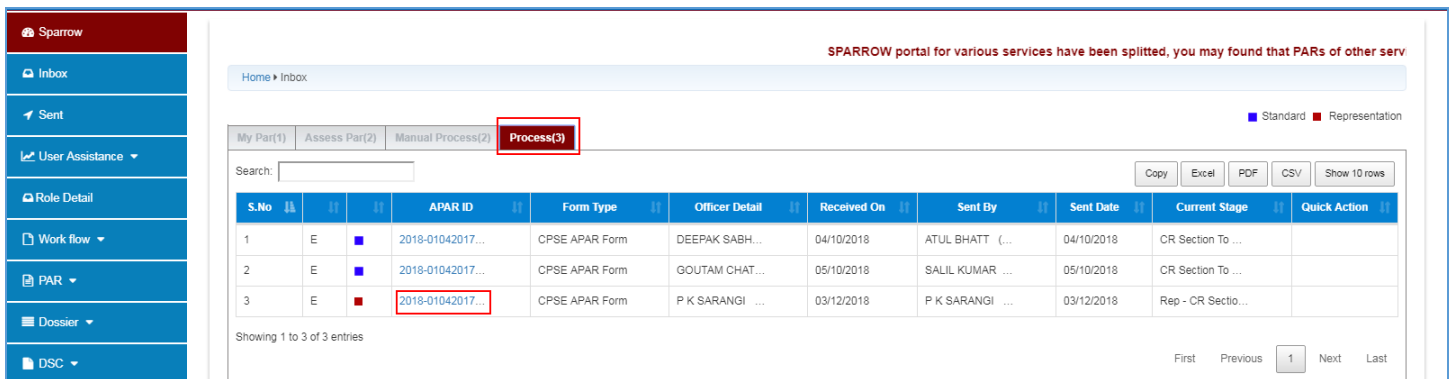 Sparrow
Inbox
Sent
User Assistance
Role Detail
Work flow
PAR
Dossier
DSC
SPARROW portal for various services have been splitted, you may found that PARs of other serv
Home Inbox
Standard Representation
My Par(1) Assess Par(2) Manual Process(2) Process(3)
Search: Copy Excel PDF CSV Show 10 rows
S.No APAR ID Form Type Officer Detail Received On Sent By Sent Date Current Stage Quick Action
1 E 2018-01042017... CPSE APAR Form DEEPAK SABH... 04/10/2018 ATUL BHATT (... 04/10/2018 CR Section To ...
2 E 2018-01042017... CPSE APAR Form GOUTAM CHAT... 05/10/2018 SALIL KUMAR ... 05/10/2018 CR Section To ...
3 E 2018-01042017... CPSE APAR Form P K SARANGI ... 03/12/2018 P K SARANGI ... 03/12/2018 Rep - CR Sectio...
Showing 1 to 3 of 3 entries
First Previous 1 Next Last